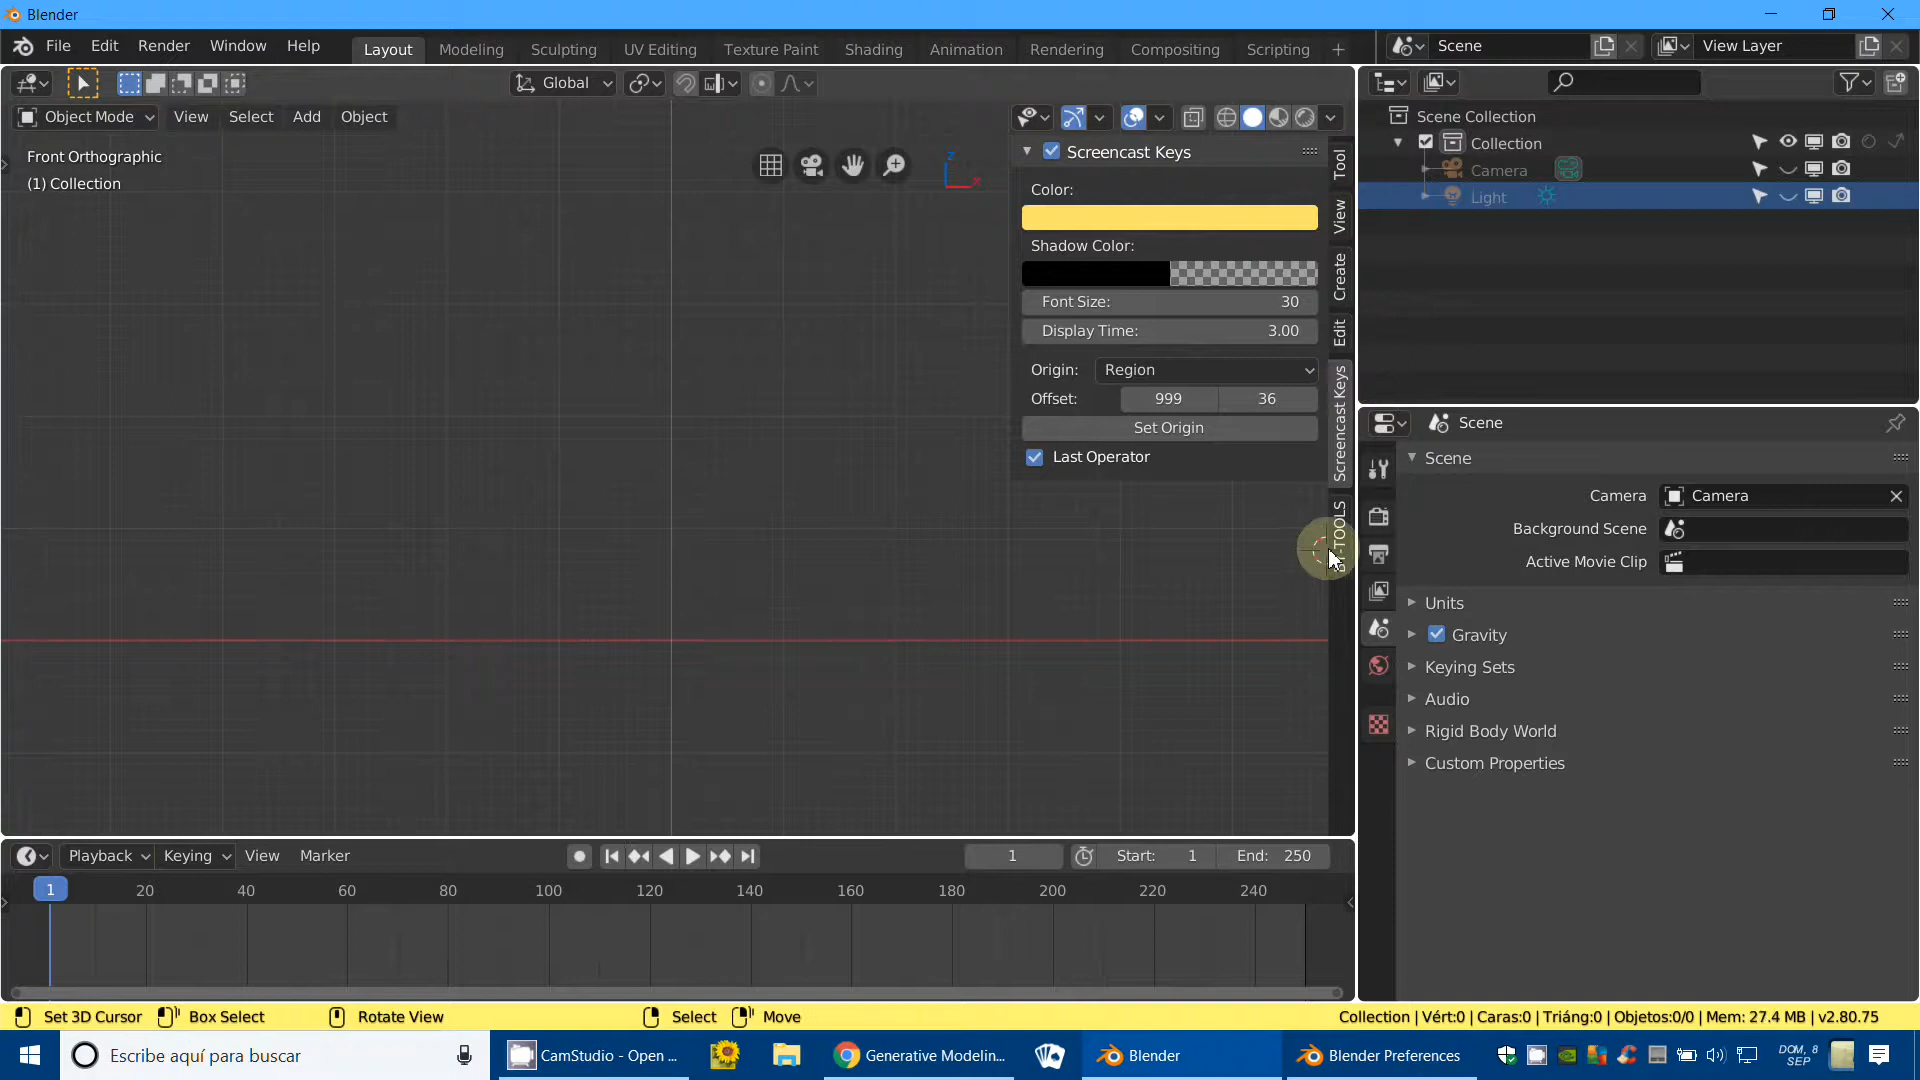 Blender
File Edit Render Window Help
Layout Modeling Sculpting UV Editing Texture Paint Shading Animation Rendering Compositing Scripting +
Scene
View Layer
Global
Object Mode View Select Add Object
Front Orthographic
(1) Collection
Z
X
Screencast Keys
Color:
Shadow Color:
Font Size: 30
Display Time: 3.00
Origin: Region
Offset: 999 36
Set Origin
Last Operator
Tool
View
Create
Edit
Screencast Keys
Scene Collection
Collection
Camera
Light
Scene
Scene
Camera Camera
Background Scene
Active Movie Clip
Units
Gravity
Keying Sets
Audio
Rigid Body World
Custom Properties
Playback Keying View Marker
1 Start: 1 End: 250
1 20 40 60 80 100 120 140 160 180 200 220 240
Set 3D Cursor Box Select Rotate View Select Move
Collection | Vért:0 | Caras:0 | Triáng:0 | Objetos:0/0 | Mem: 27.4 MB | v2.80.75
Escribe aquí para buscar
CamStudio - Open ...
Generative Modelin...
Blender
Blender Preferences
DOM., 8
SEP